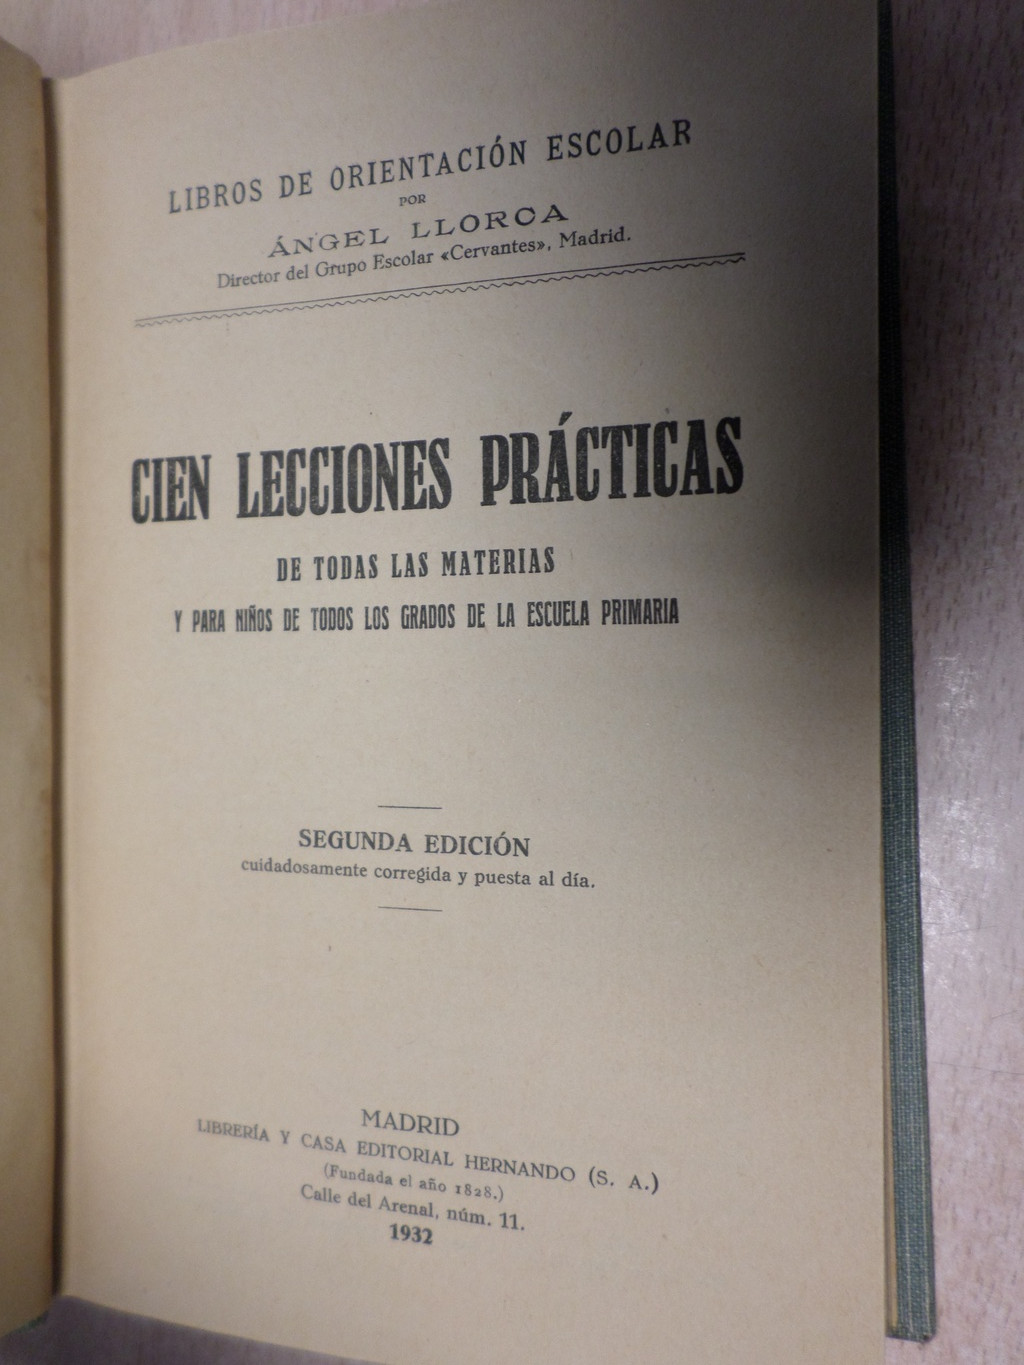 LIBROS DE ORIENTACIÓN ESCOLAR
POR
ÁNGEL LLORCA
Director del Grupo Escolar «Cervantes», Madrid.
CIEN LECCIONES PRÁCTICAS
DE TODAS LAS MATERIAS
Y PARA NIÑOS DE TODOS LOS GRADOS DE LA ESCUELA PRIMARIA
SEGUNDA EDICIÓN
cuidadosamente corregida y puesta al día.
MADRID
LIBRERÍA Y CASA EDITORIAL HERNANDO (S. A.)
(Fundada el año 1828.)
Calle del Arenal, núm. 11.
1932